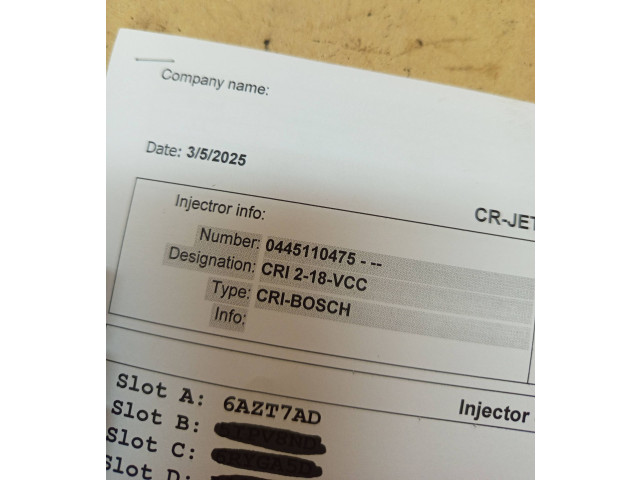 Company name:
Date: 3/5/2025
CR-JET
Injectror info:
Number: 0445110475 - --
Designation: CRI 2-18-VCC
Type: CRI-BOSCH
Info:
Injector
Slot A: 6AZT7AD
Slot B:
Slot C:
Slot D: